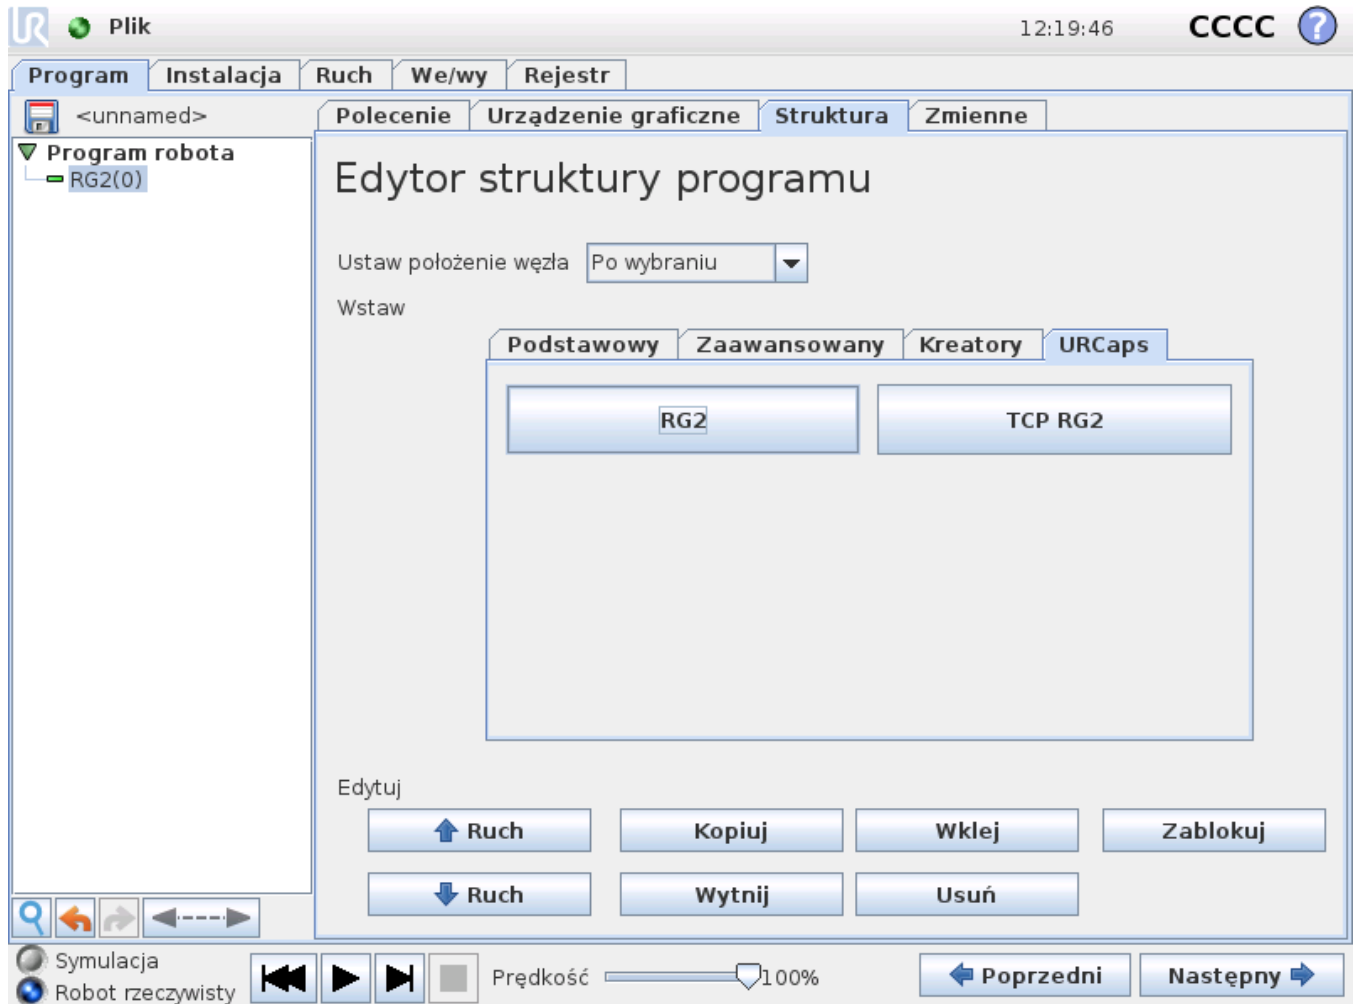 UR Plik 12:19:46 CCCC ?
Program Instalacja Ruch We/wy Rejestr
<unnamed> Polecenie Urządzenie graficzne Struktura Zmienne
Program robota
RG2(0)
Edytor struktury programu
Ustaw położenie węzła Po wybraniu
Wstaw
Podstawowy Zaawansowany Kreatory URCaps
RG2 TCP RG2
Edytuj
Ruch Kopiuj Wklej Zablokuj
Ruch Wytnij Usuń
Symulacja
Robot rzeczywisty
Prędkość 100% Poprzedni Następny